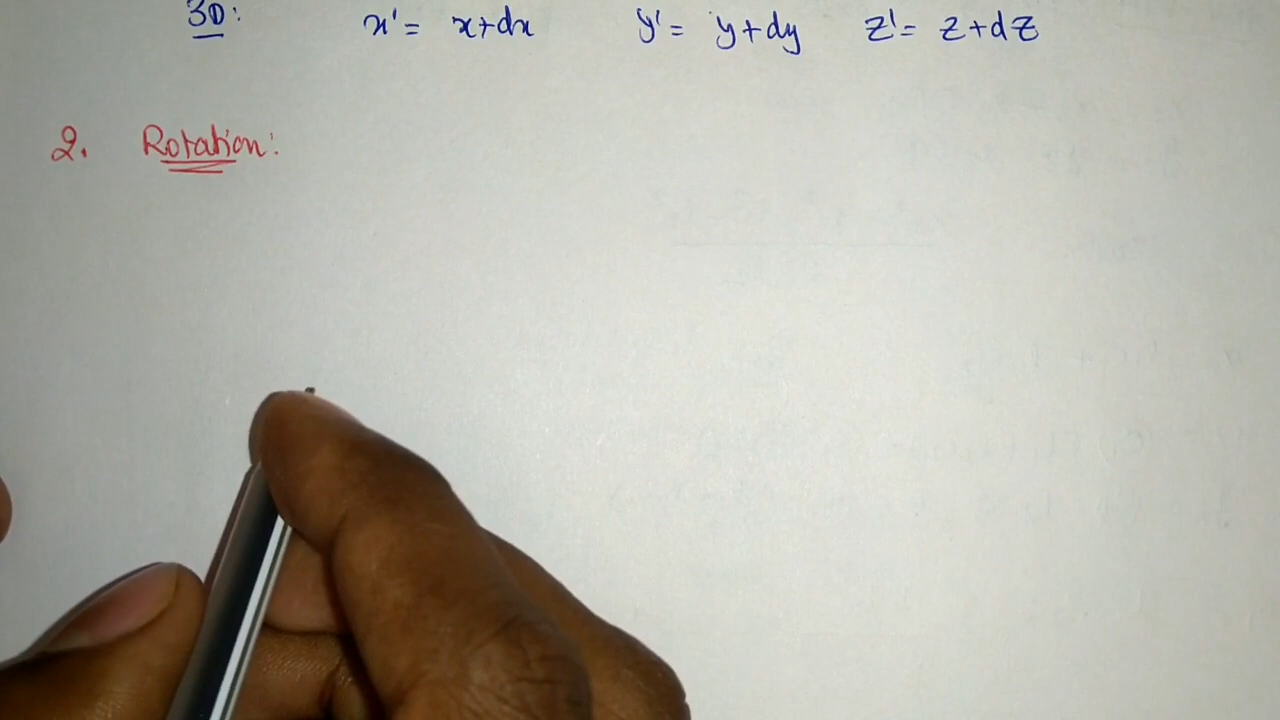 3D: x' = x+dx y' = y+dy z' = z+dz
2. Rotation: